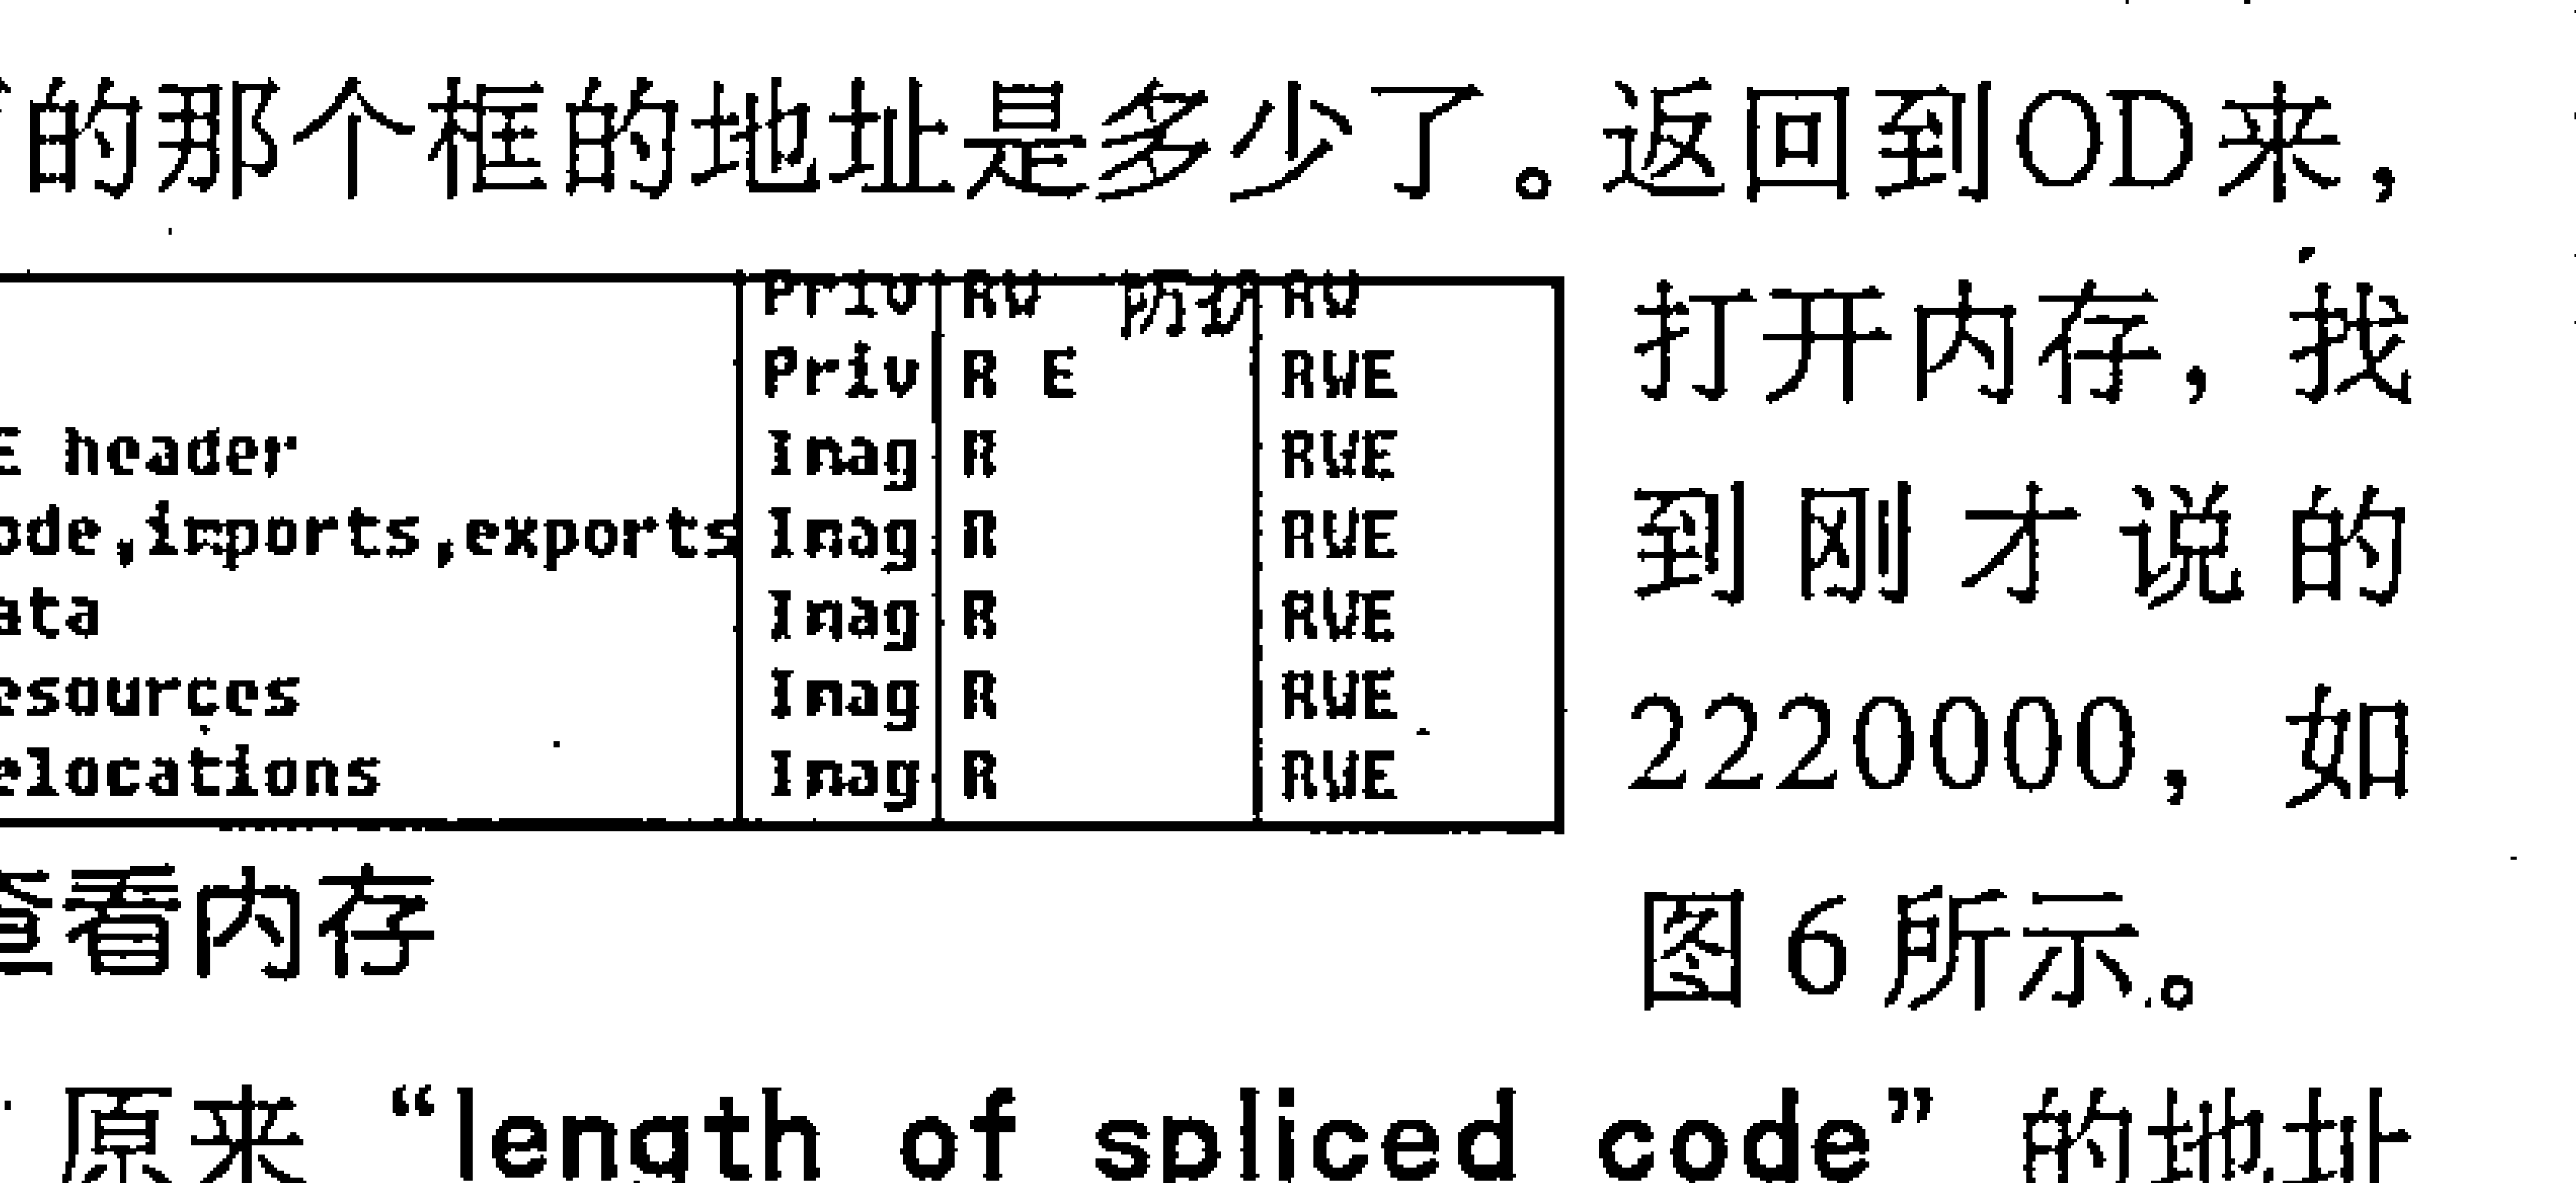 的那个框的地址是多少了。返回到OD来，
Priv RW RW
Priv R E RWE
header Imag R RWE
ode,imports,exports Imag R RWE
ata Imag R RWE
esources Imag R RWE
elocations Imag R RWE
打开内存，找
到刚才说的
2220000，如
图6所示。
查看内存
原来“length of spliced code”的地址